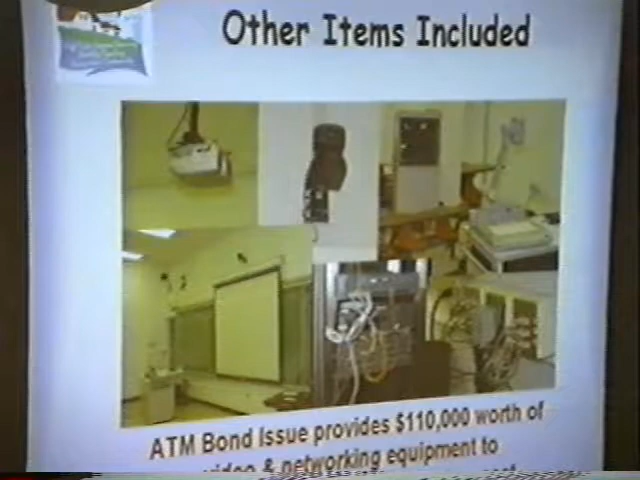 Other Items Included
ATM Bond Issue provides $110,000 worth of
video & networking equipment to